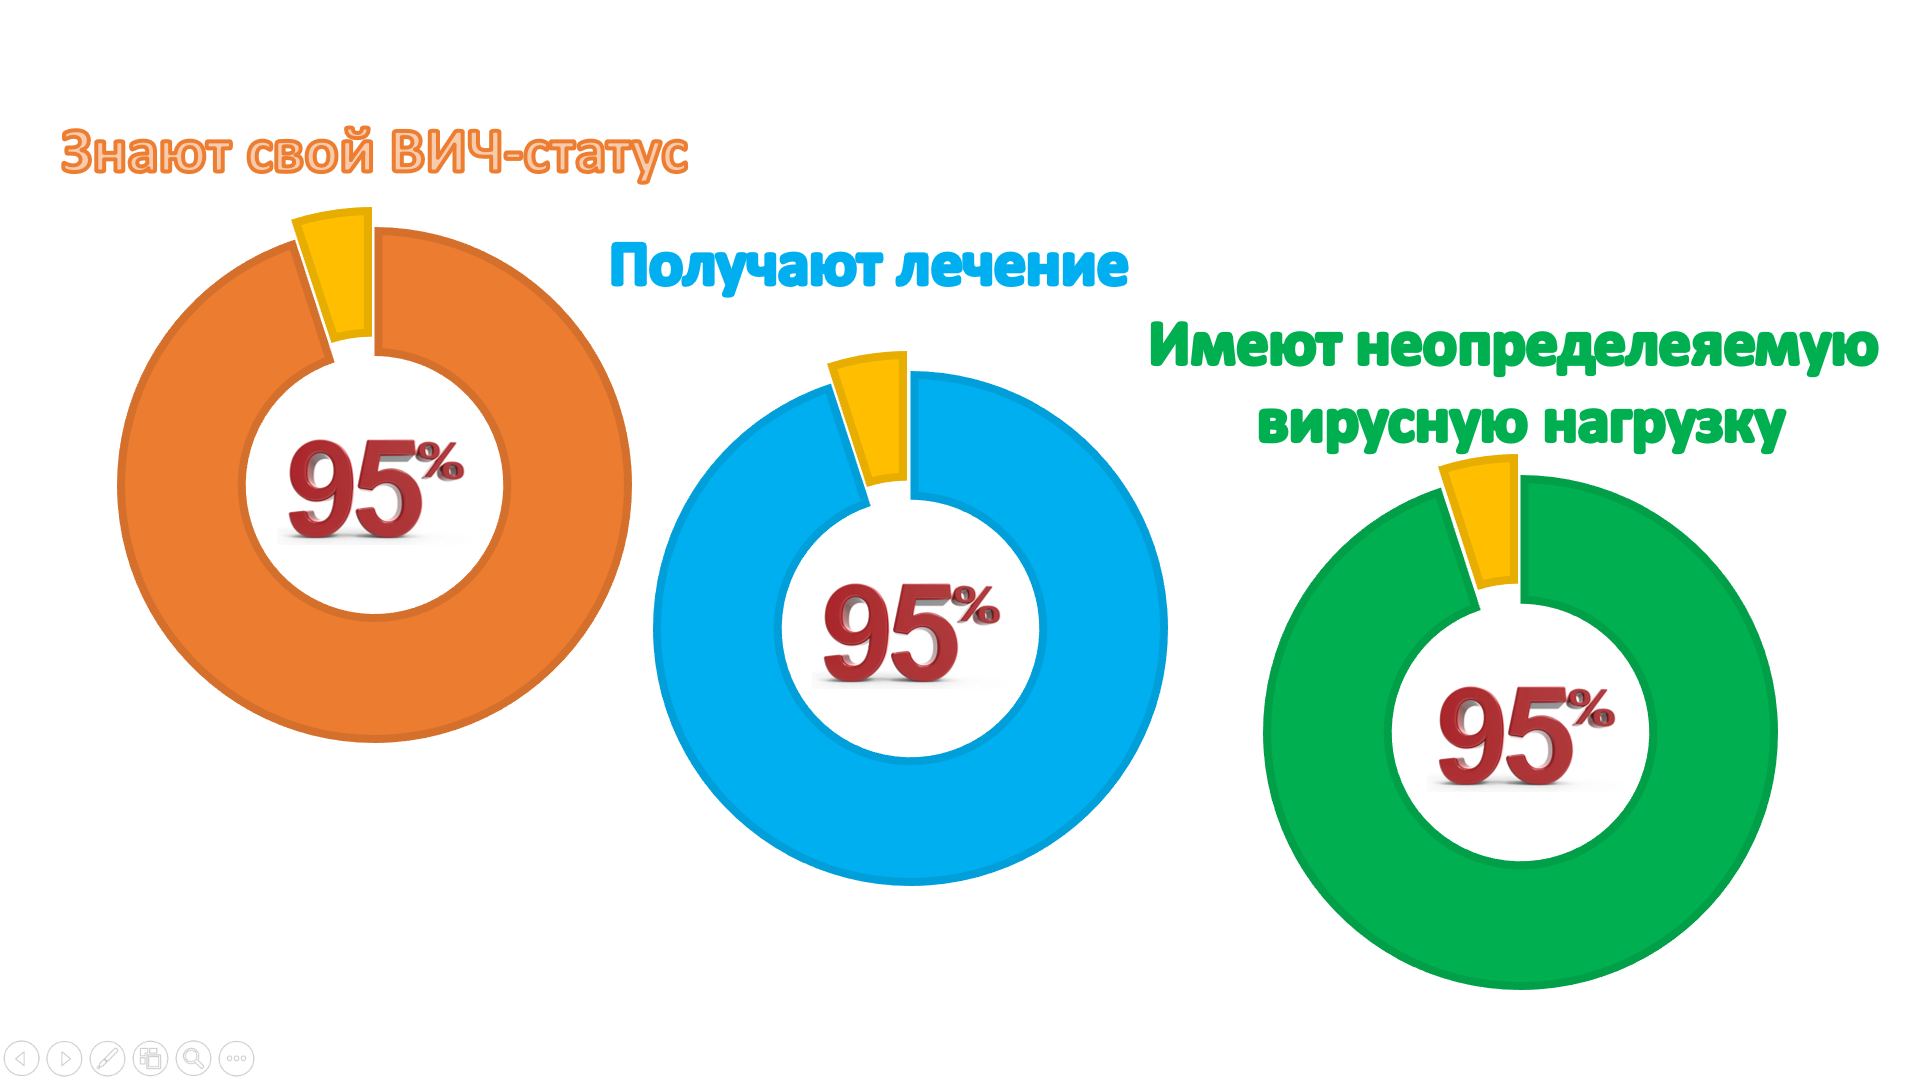 Знают свой ВИЧ-статус
95%
Получают лечение
95%
Имеют неопределеяемую
вирусную нагрузку
95%